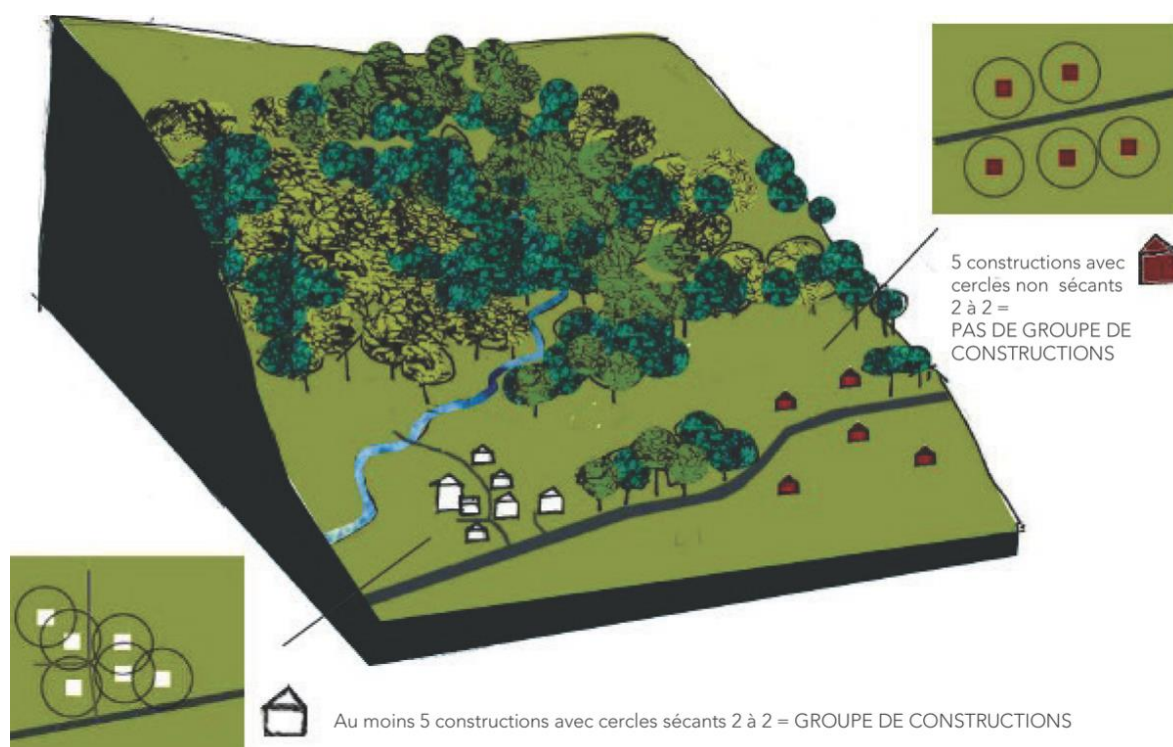 5 constructions avec
cercles non sécants
2 à 2 =
PAS DE GROUPE DE
CONSTRUCTIONS
Au moins 5 constructions avec cercles sécants 2 à 2 = GROUPE DE CONSTRUCTIONS